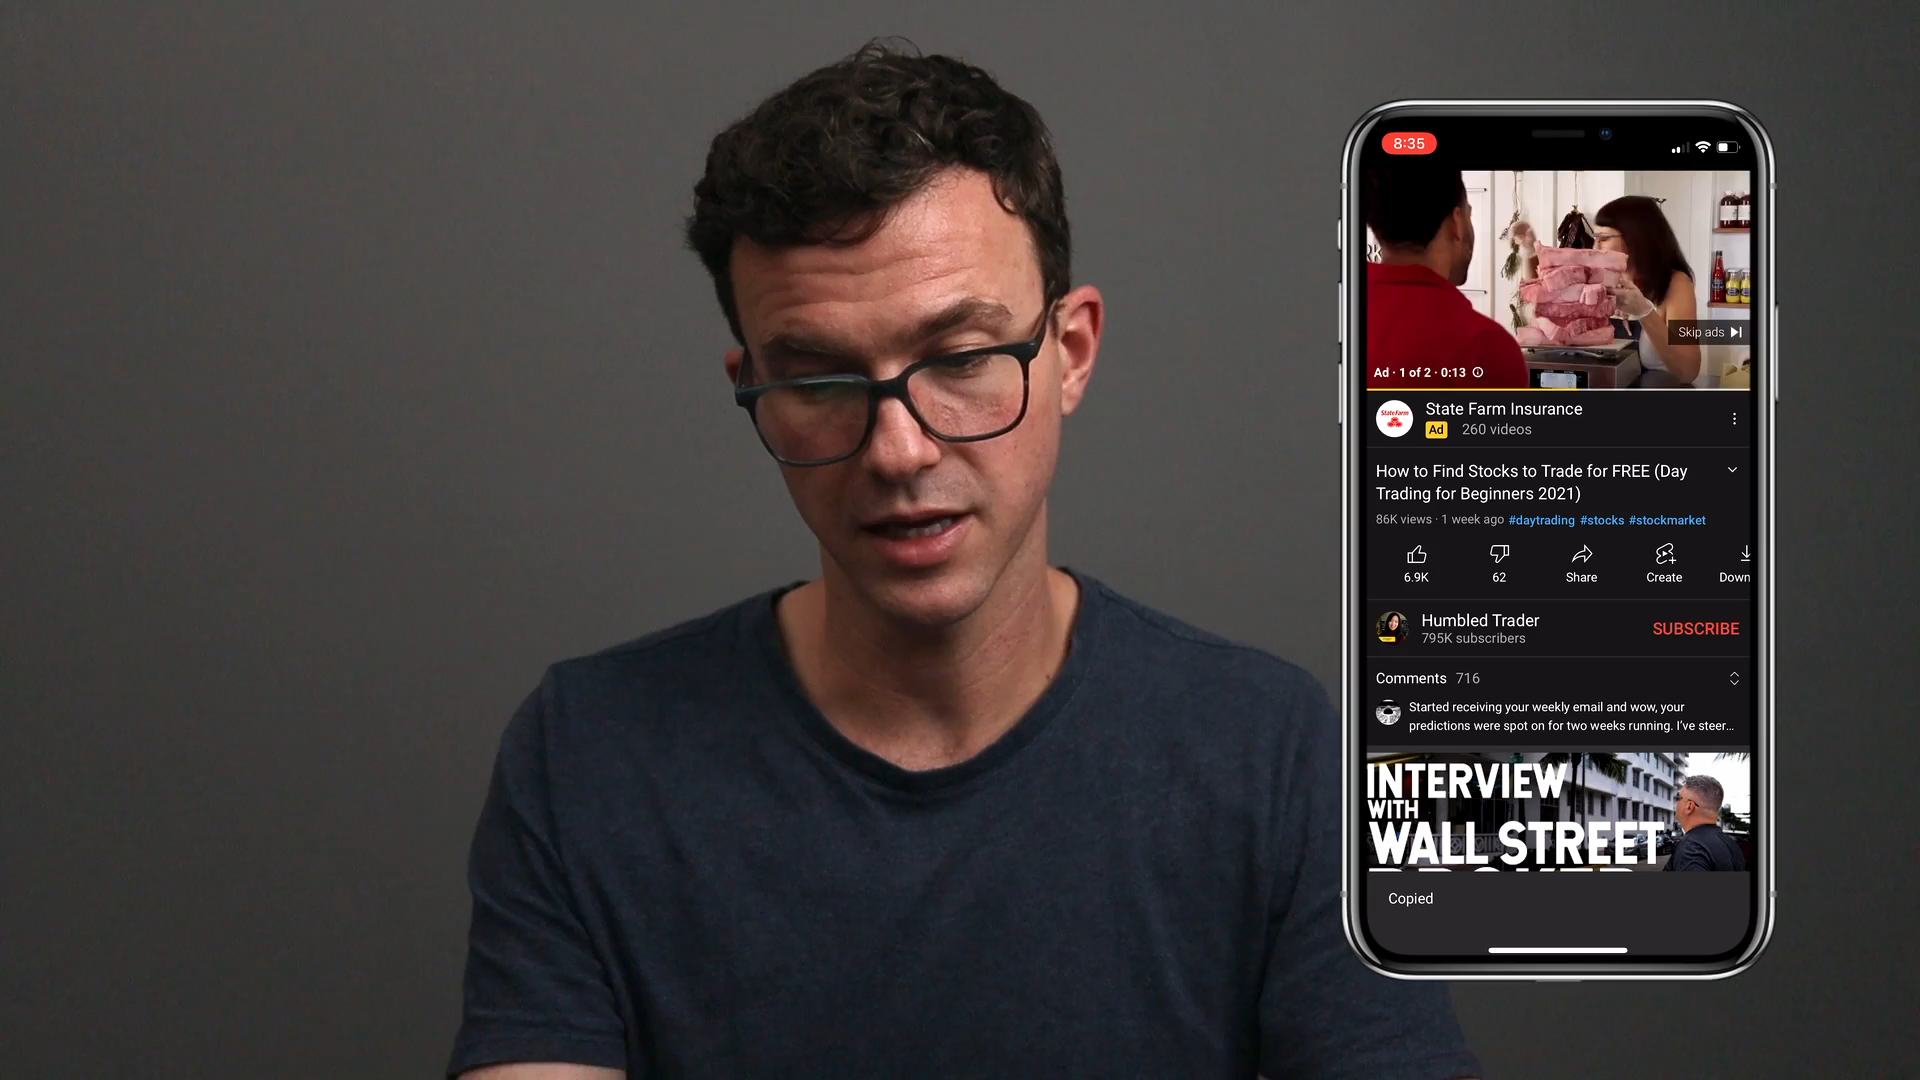 8:35
Skip ads
Ad · 1 of 2 · 0:13
StateFarm
State Farm Insurance
Ad 260 videos
How to Find Stocks to Trade for FREE (Day
Trading for Beginners 2021)
86K views · 1 week ago #daytrading #stocks #stockmarket
6.9K 62 Share Create Down
Humbled Trader
795K subscribers
SUBSCRIBE
Comments 716
Started receiving your weekly email and wow, your
predictions were spot on for two weeks running. I've steer...
INTERVIEW
WITH
WALL STREET
Copied